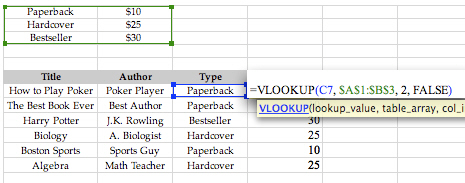 Paperback $10
Hardcover $25
Bestseller $30
Title Author Type
How to Play Poker Poker Player Paperback =VLOOKUP(C7, $A$1:$B$3, 2, FALSE)
The Best Book Ever Best Author Paperback VLOOKUP(lookup_value, table_array, col_i
Harry Potter J.K. Rowling Bestseller 30
Biology A. Biologist Hardcover 25
Boston Sports Sports Guy Paperback 10
Algebra Math Teacher Hardcover 25